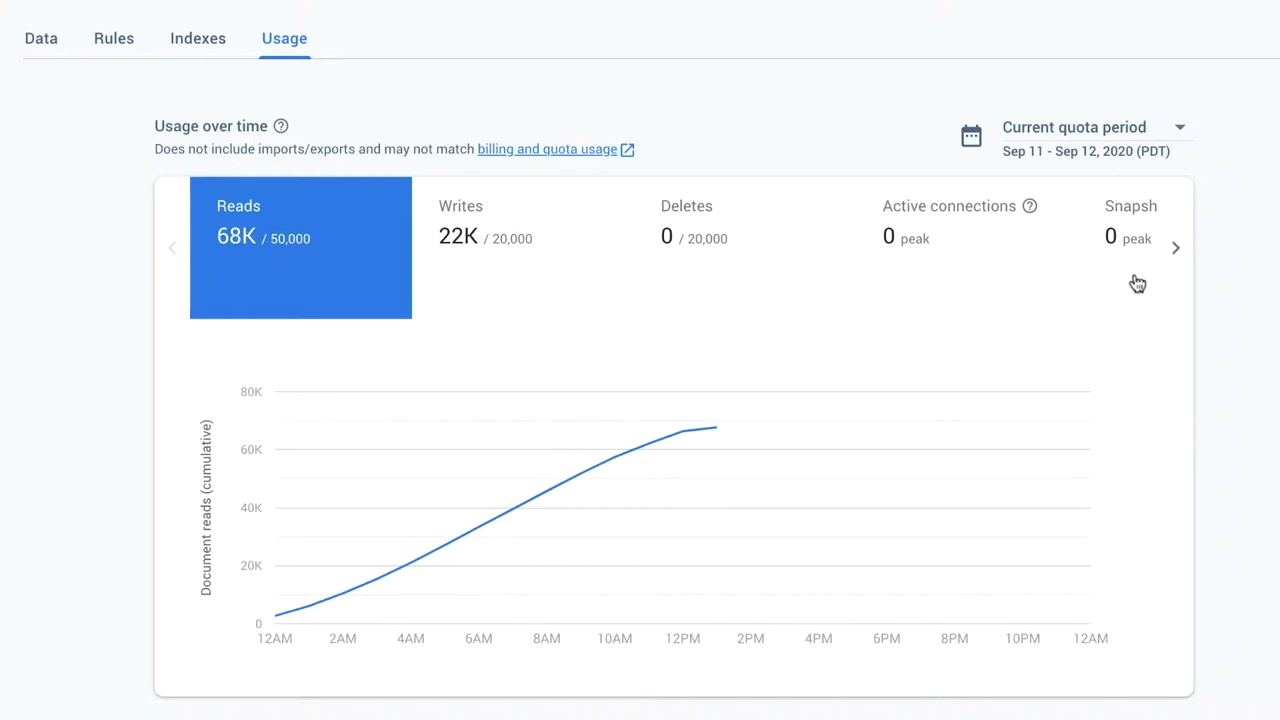 Data Rules Indexes Usage
Usage over time
Does not include imports/exports and may not match billing and quota usage
Current quota period
Sep 11 - Sep 12, 2020 (PDT)
Reads
68K / 50,000
Writes
22K / 20,000
Deletes
0 / 20,000
Active connections
0 peak
Snapsh
0 peak
Document reads (cumulative)
80K
60K
40K
20K
0
12AM 2AM 4AM 6AM 8AM 10AM 12PM 2PM 4PM 6PM 8PM 10PM 12AM